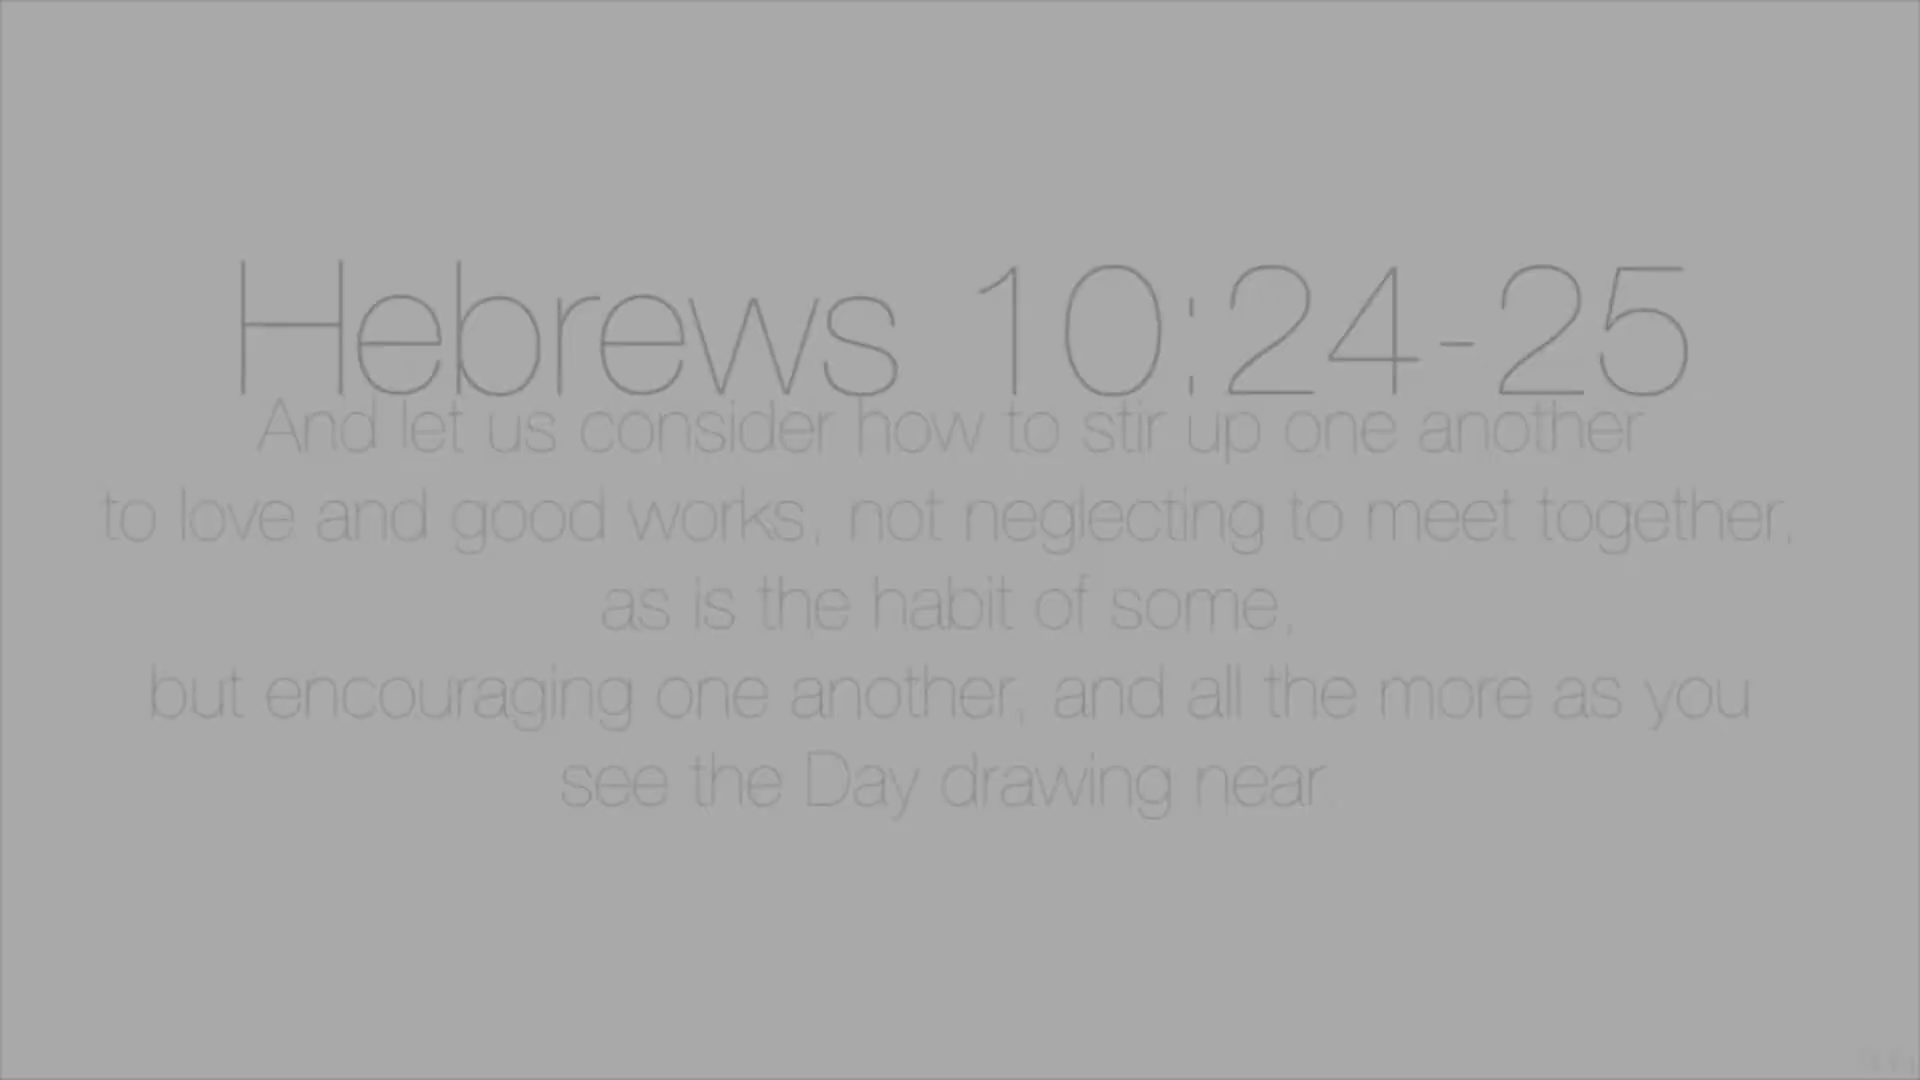 Hebrews 10:24-25
And let us consider how to stir up one another
to love and good works, not neglecting to meet together,
as is the habit of some,
but encouraging one another, and all the more as you
see the Day drawing near.